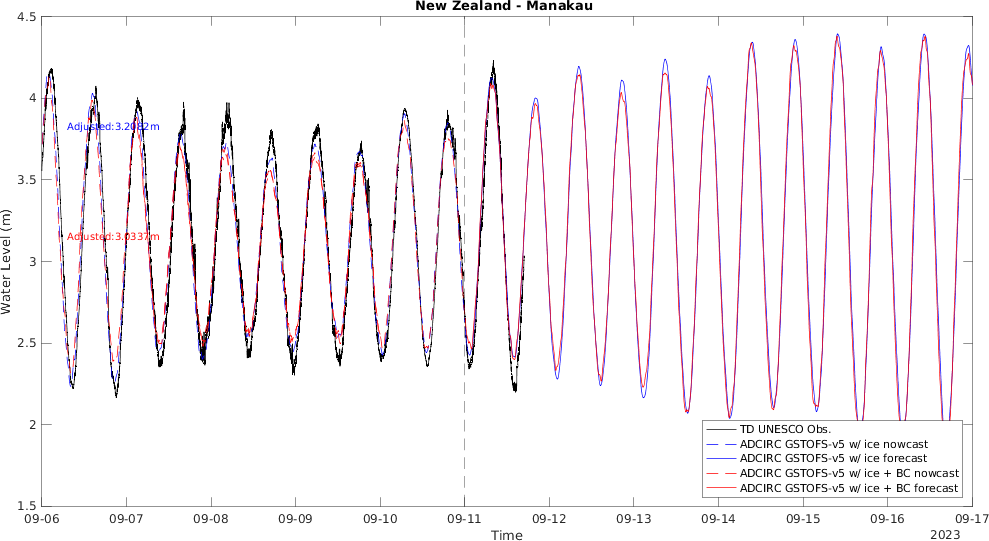 New Zealand - Manakau
4.5
4
3.5
3
2.5
2
1.5
Water Level (m)
Adjusted:3.2082m
Adjusted:3.0337m
TD UNESCO Obs.
ADCIRC GSTOFS-v5 w/ ice nowcast
ADCIRC GSTOFS-v5 w/ ice forecast
ADCIRC GSTOFS-v5 w/ ice + BC nowcast
ADCIRC GSTOFS-v5 w/ ice + BC forecast
09-06 09-07 09-08 09-09 09-10 09-11 09-12 09-13 09-14 09-15 09-16 09-17
Time
2023